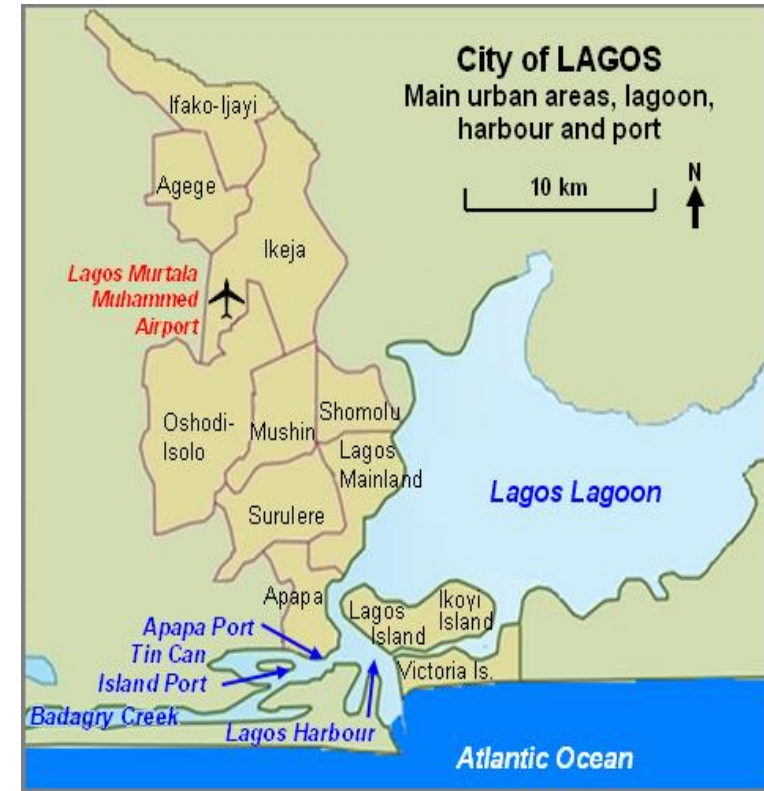 City of LAGOS
Main urban areas, lagoon,
harbour and port
10 km
N
Ifako-Ijayi
Agege
Ikeja
Lagos Murtala
Muhammed
Airport
Oshodi-
Isolo
Mushin
Shomolu
Lagos
Mainland
Surulere
Lagos Lagoon
Apapa
Lagos
Island
Ikoyi
Island
Apapa Port
Tin Can
Island Port
Victoria Is.
Badagry Creek
Lagos Harbour
Atlantic Ocean